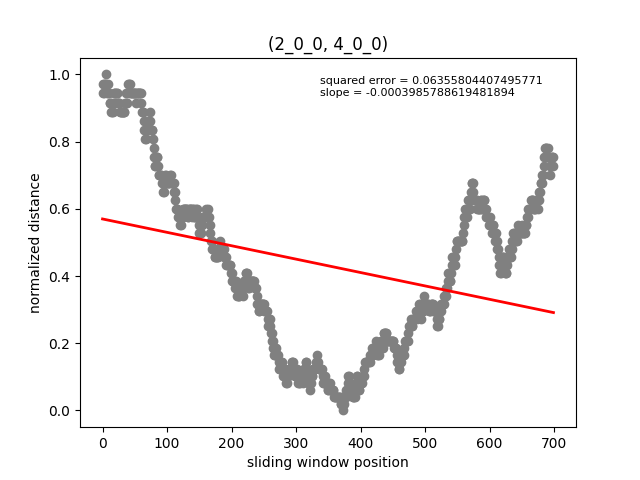 (2_0_0, 4_0_0)
squared error = 0.06355804407495771
slope = -0.0003985788619481894
1.0
0.8
0.6
0.4
0.2
0.0
normalized distance
0 100 200 300 400 500 600 700
sliding window position